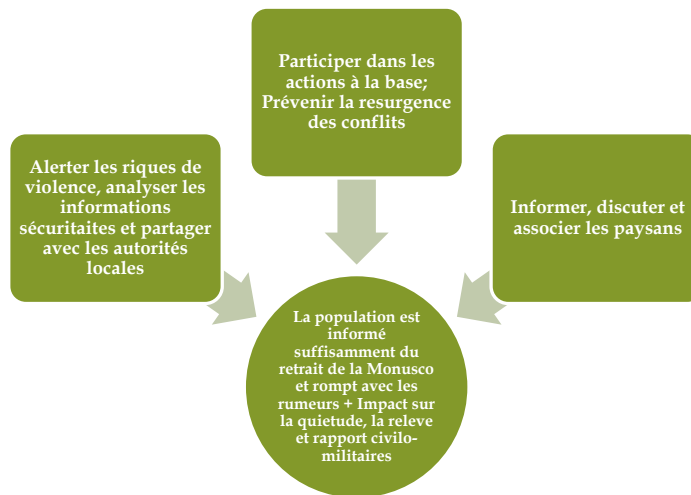 Participer dans les
actions à la base;
Prévenir la resurgence
des conflits
Alerter les riques de
violence, analyser les
informations
sécuritaites et partager
avec les autorités
locales
Informer, discuter et
associer les paysans
La population est
informé
suffisamment du
retrait de la Monusco
et rompt avec les
rumeurs + Impact sur
la quietude, la releve
et rapport civilo-
militaires